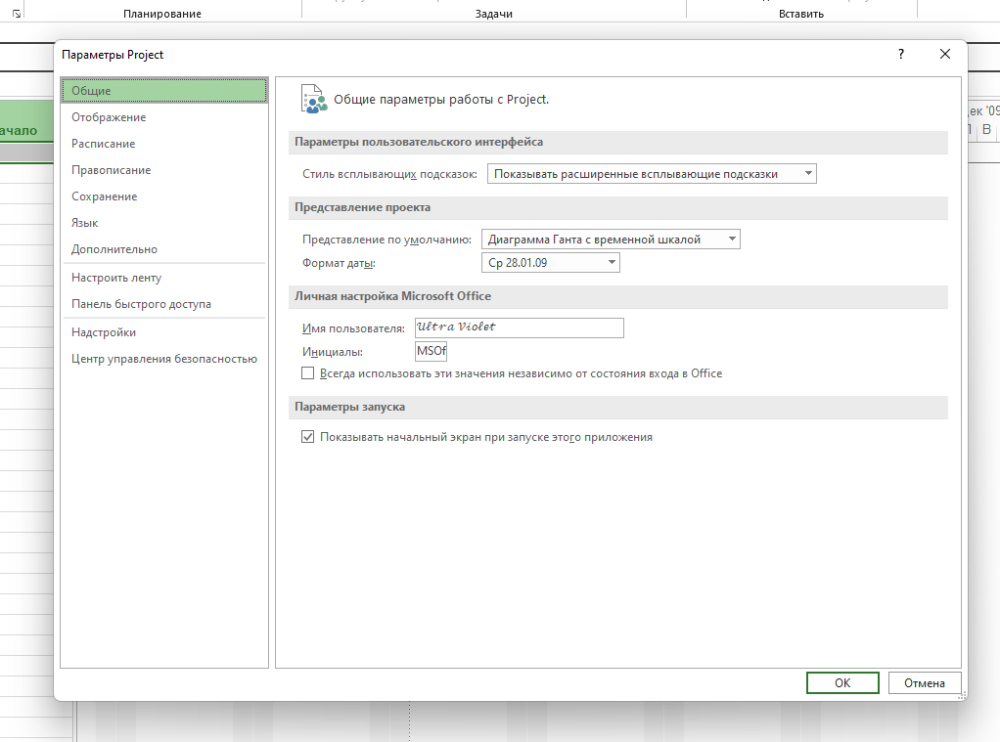 Планирование
Задачи
Вставить
Параметры Project
?
Общие
Отображение
Расписание
Правописание
Сохранение
Язык
Дополнительно
Настроить ленту
Панель быстрого доступа
Надстройки
Центр управления безопасностью
Общие параметры работы с Project.
Параметры пользовательского интерфейса
Стиль всплывающих подсказок: Показывать расширенные всплывающие подсказки
Представление проекта
Представление по умолчанию: Диаграмма Ганта с временной шкалой
Формат даты: Ср 28.01.09
Личная настройка Microsoft Office
Имя пользователя: 𝓤𝓵𝓽𝓻𝓪 𝓥𝓲𝓸𝓵𝓮𝓽
Инициалы: MSOf
Всегда использовать эти значения независимо от состояния входа в Office
Параметры запуска
Показывать начальный экран при запуске этого приложения
ачало
ек '09
В
ОК
Отмена